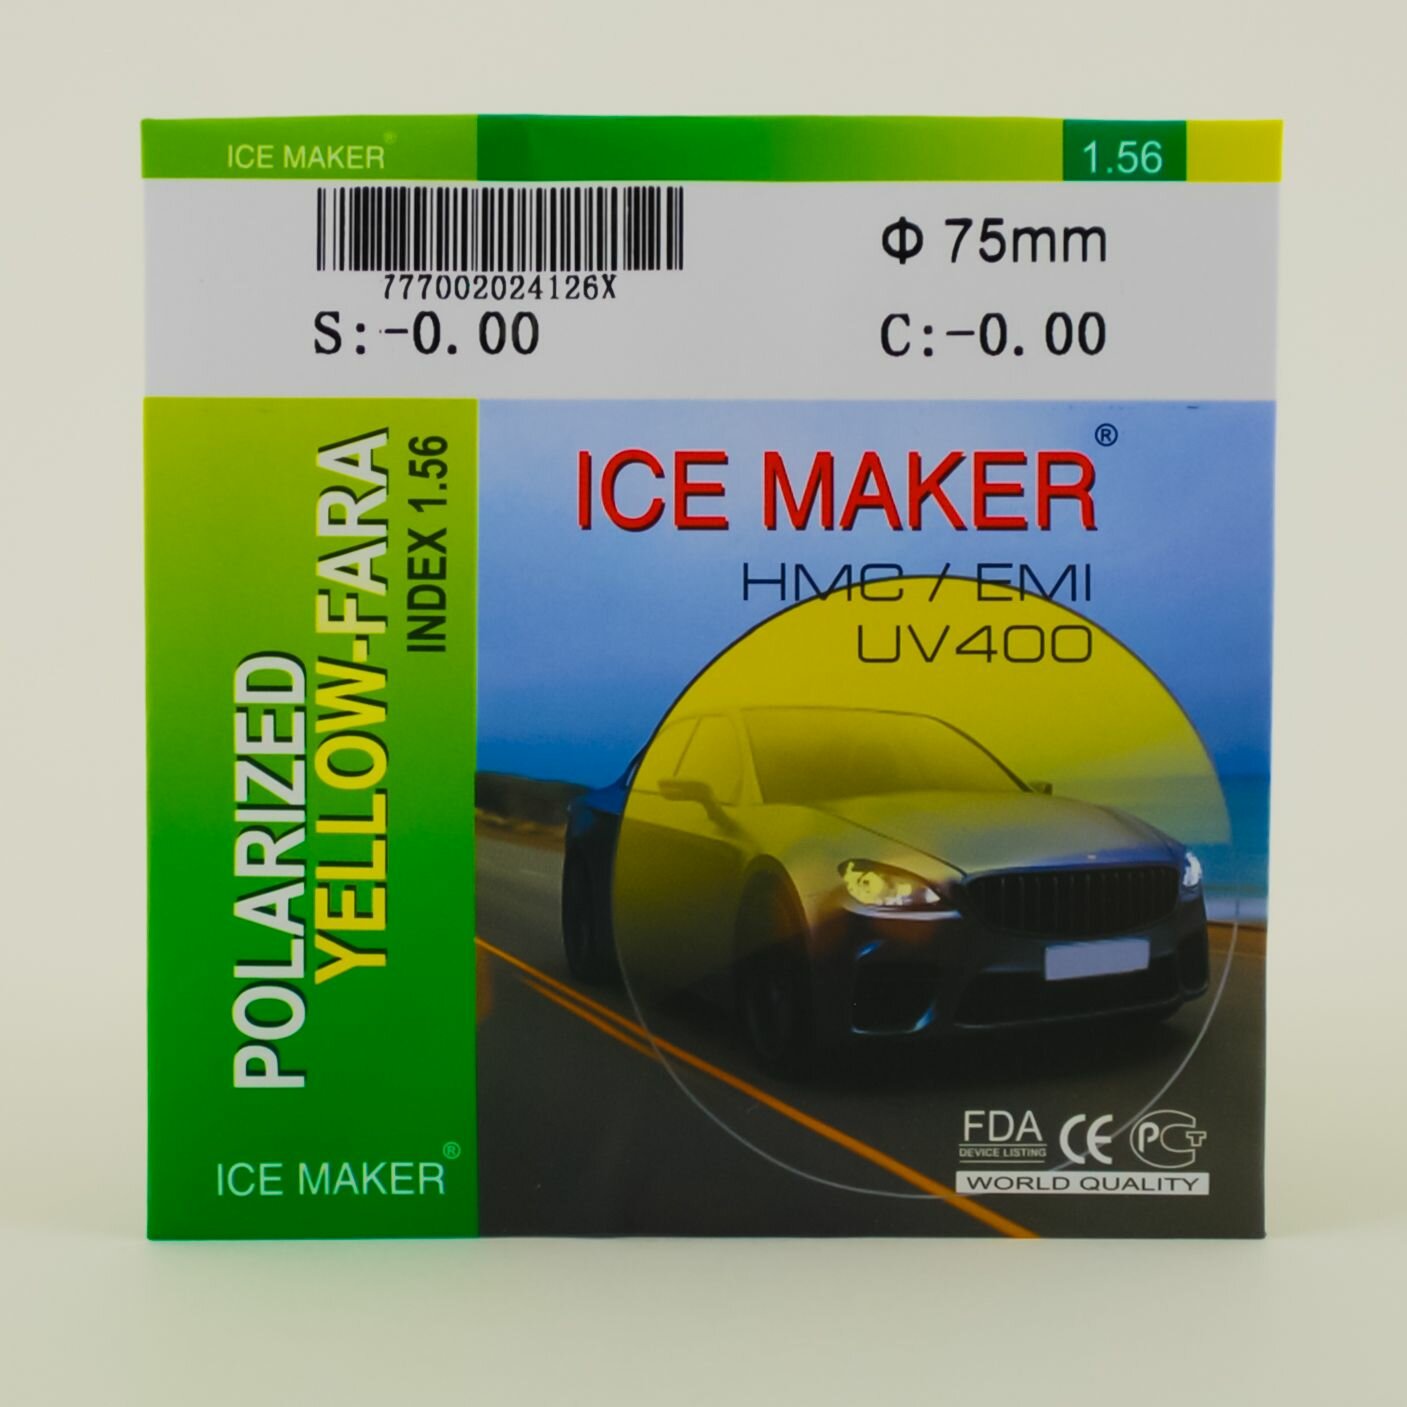 ICE MAKER®
1.56
777002024126X
Φ 75mm
S:-0.00
C:-0.00
POLARIZED
YELLOW-FARA
INDEX 1.56
ICE MAKER®
ICE MAKER®
HMC / EMI
UV400
FDA
DEVICE LISTING
CE
PCT
WORLD QUALITY